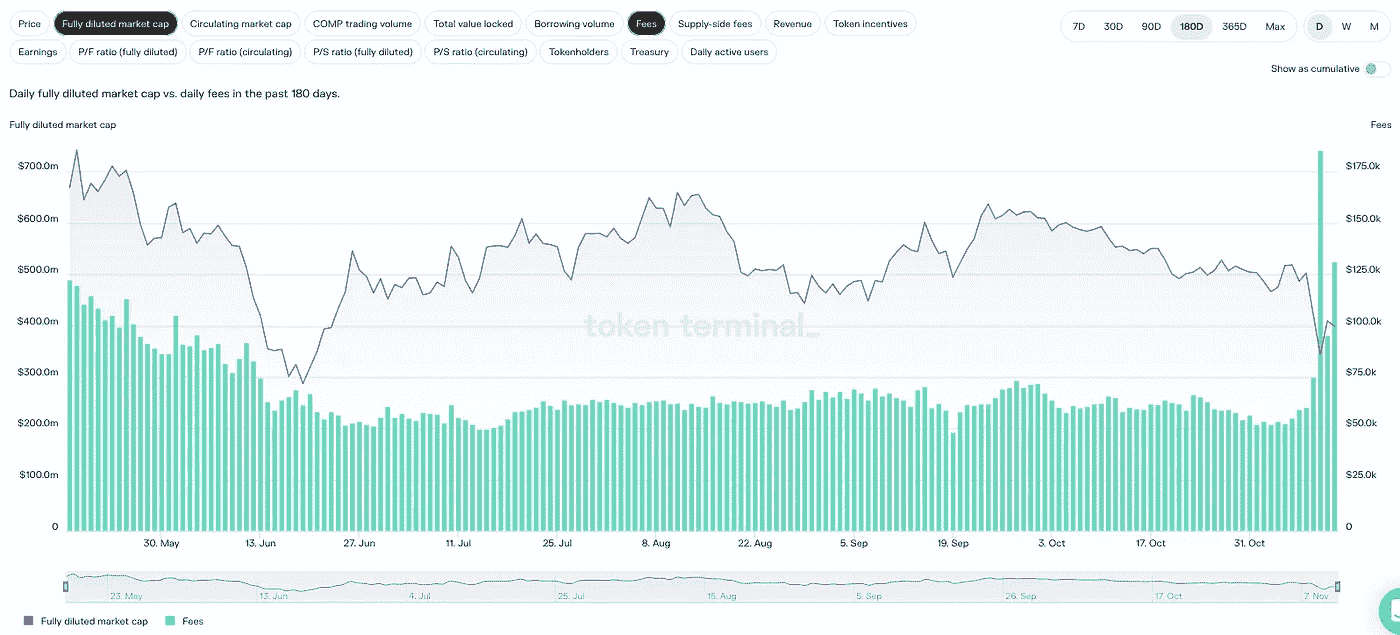 Price Fully diluted market cap Circulating market cap COMP trading volume Total value locked Borrowing volume Fees Supply-side fees Revenue Token incentives
7D 30D 90D 180D 365D Max D W M
Earnings P/F ratio (fully diluted) P/F ratio (circulating) P/S ratio (fully diluted) P/S ratio (circulating) Tokenholders Treasury Daily active users
Show as cumulative
Daily fully diluted market cap vs. daily fees in the past 180 days.
Fully diluted market cap Fees
$700.0m $175.0k
$600.0m $150.0k
$500.0m $125.0k
token terminal_
$400.0m $100.0k
$300.0m $75.0k
$200.0m $50.0k
$100.0m $25.0k
0 0
30. May 13. Jun 27. Jun 11. Jul 25. Jul 8. Aug 22. Aug 5. Sep 19. Sep 3. Oct 17. Oct 31. Oct
23. May 13. Jun 4. Jul 25. Jul 15. Aug 5. Sep 26. Sep 17. Oct 7. Nov
Fully diluted market cap Fees